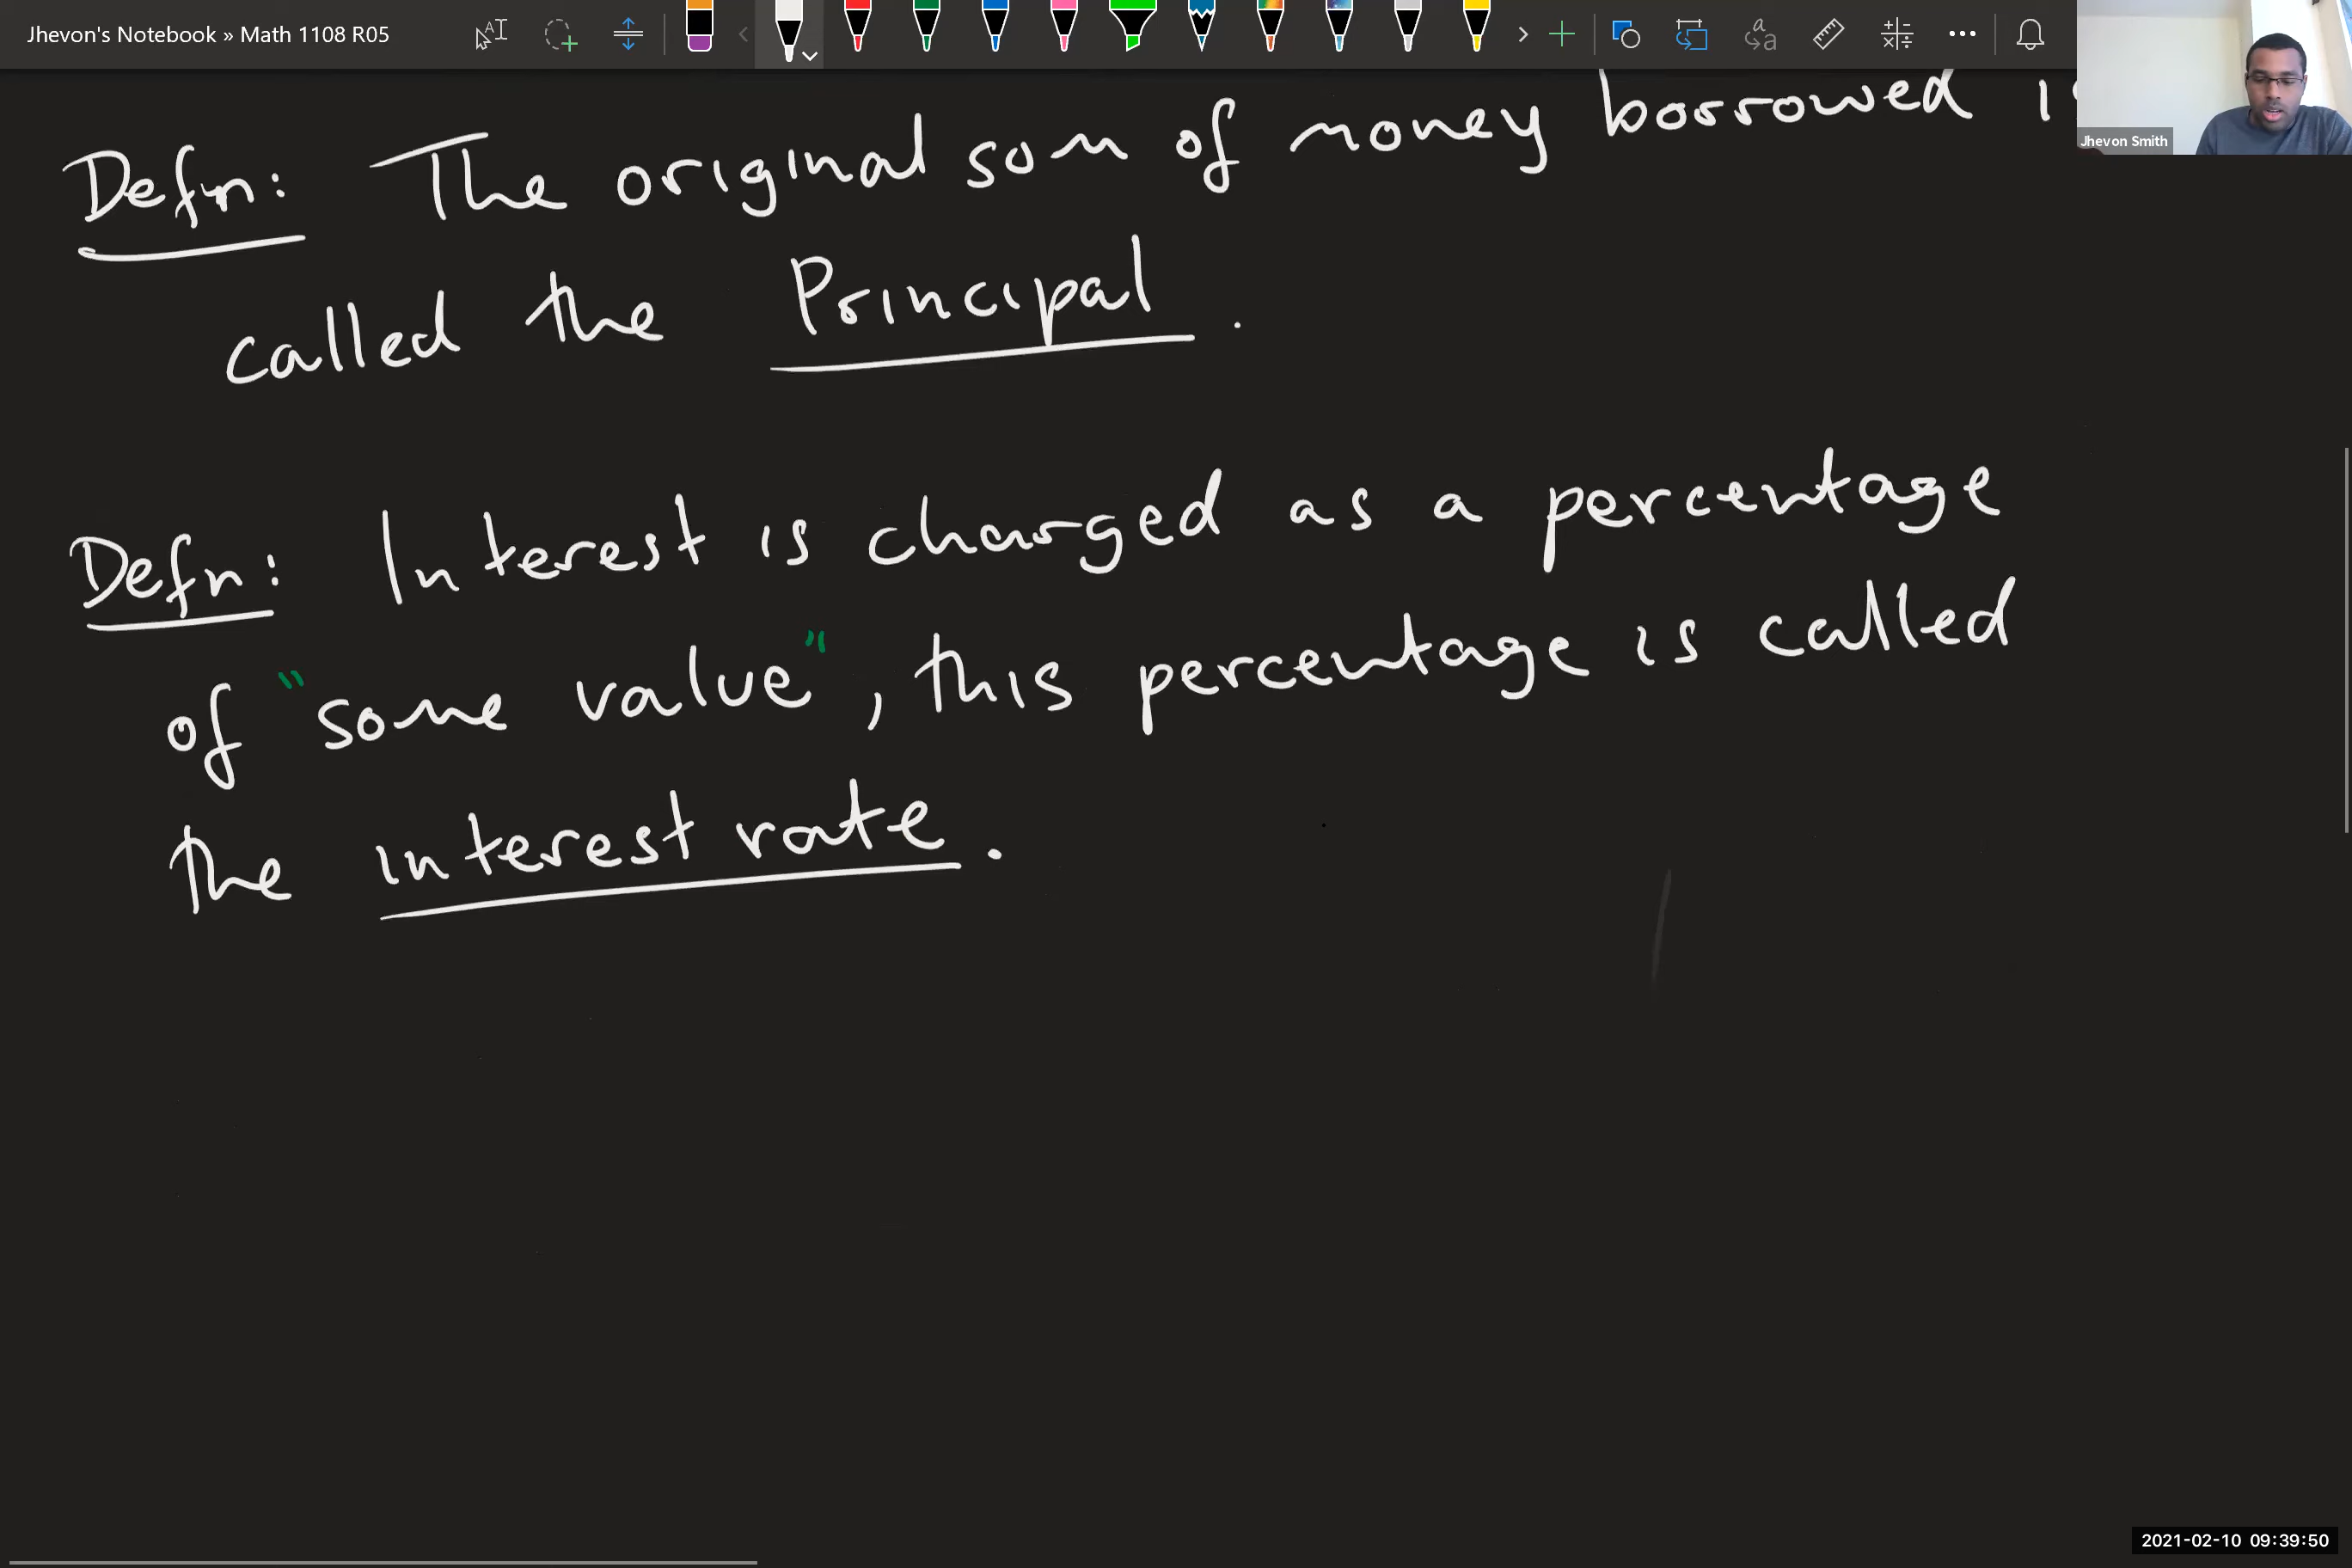 Jhevon's Notebook » Math 1108 R05
Jhevon Smith
Defn: The original sum of money borrowed
called the Principal.
Defn: Interest is charged as a percentage
of "some value", this percentage is called
the interest rate.
2021-02-10 09:39:50